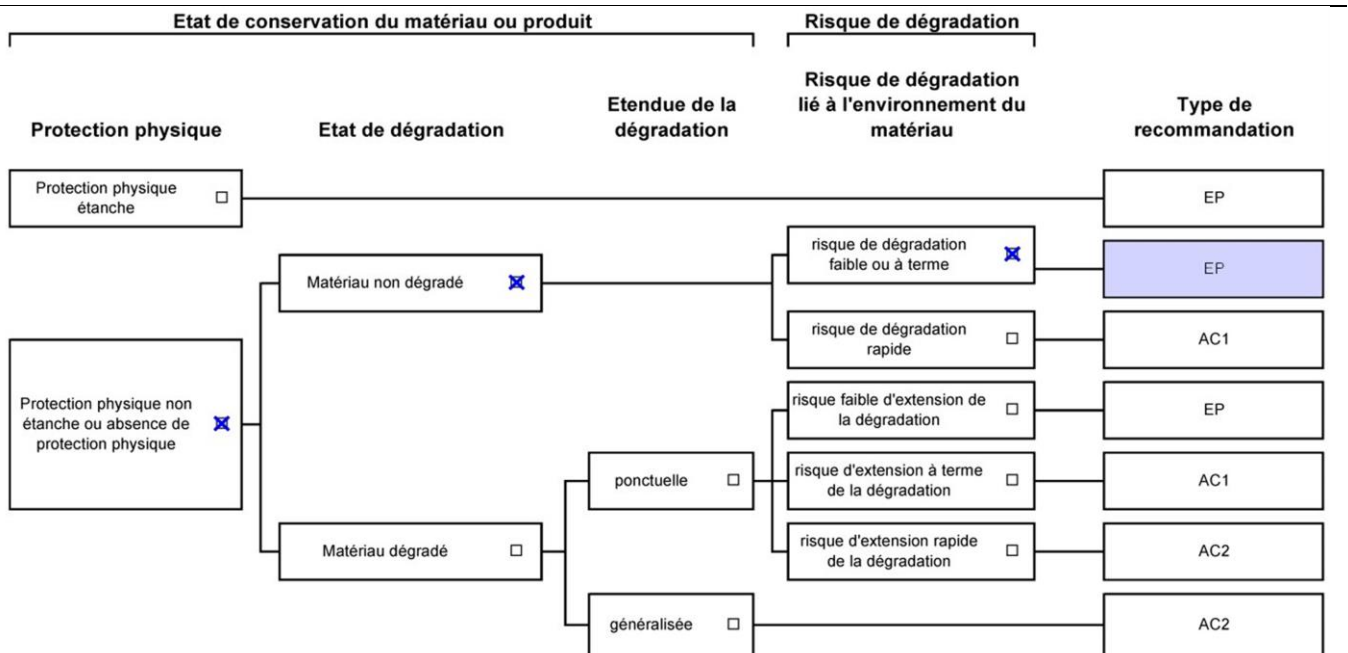 Etat de conservation du matériau ou produit
Risque de dégradation
Protection physique
Etat de dégradation
Etendue de la
dégradation
Risque de dégradation
lié à l'environnement du
matériau
Type de
recommandation
Protection physique
étanche
EP
risque de dégradation
faible ou à terme
EP
Matériau non dégradé
risque de dégradation
rapide
AC1
Protection physique non
étanche ou absence de
protection physique
risque faible d'extension de
la dégradation
EP
ponctuelle
risque d'extension à terme
de la dégradation
AC1
Matériau dégradé
risque d'extension rapide
de la dégradation
AC2
généralisée
AC2